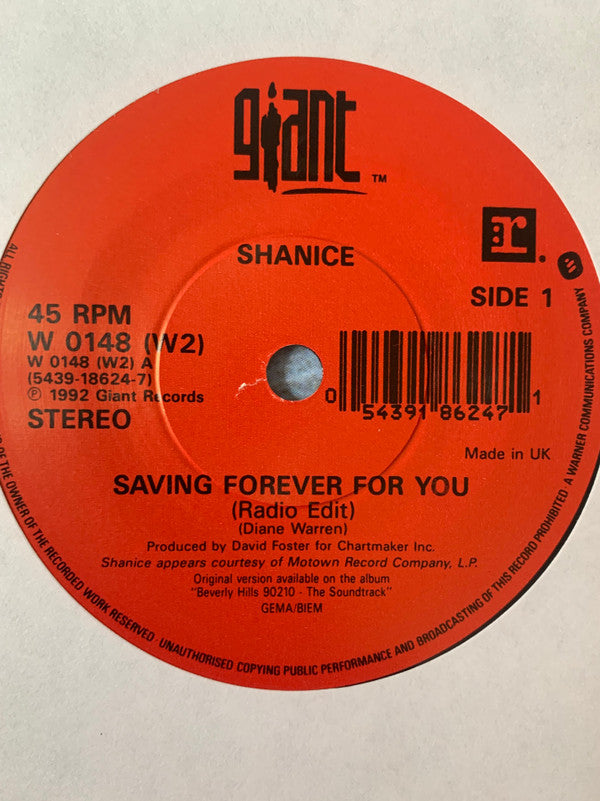 giant™
r.
SHANICE
SIDE 1
45 RPM
W 0148 (W2)
W 0148 (W2) A
(5439-18624-7)
℗ 1992 Giant Records
STEREO
0 54391 86247 1
Made in UK
SAVING FOREVER FOR YOU
(Radio Edit)
(Diane Warren)
Produced by David Foster for Chartmaker Inc.
Shanice appears courtesy of Motown Record Company, L.P.
Original version available on the album
"Beverly Hills 90210 - The Soundtrack"
GEMA/BIEM
ALL RIGHTS
OF THE OWNER OF THE RECORDED WORK RESERVED · UNAUTHORISED COPYING PUBLIC PERFORMANCE AND BROADCASTING OF THIS RECORD PROHIBITED A WARNER COMMUNICATIONS COMPANY